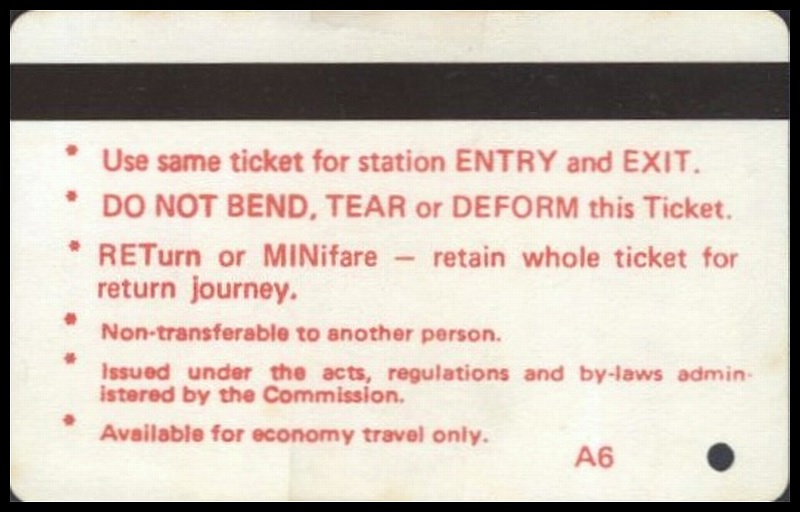 * Use same ticket for station ENTRY and EXIT.
* DO NOT BEND, TEAR or DEFORM this Ticket.
* RETurn or MINifare — retain whole ticket for
return journey.
* Non-transferable to another person.
* Issued under the acts, regulations and by-laws admin-
istered by the Commission.
* Available for economy travel only.
A6